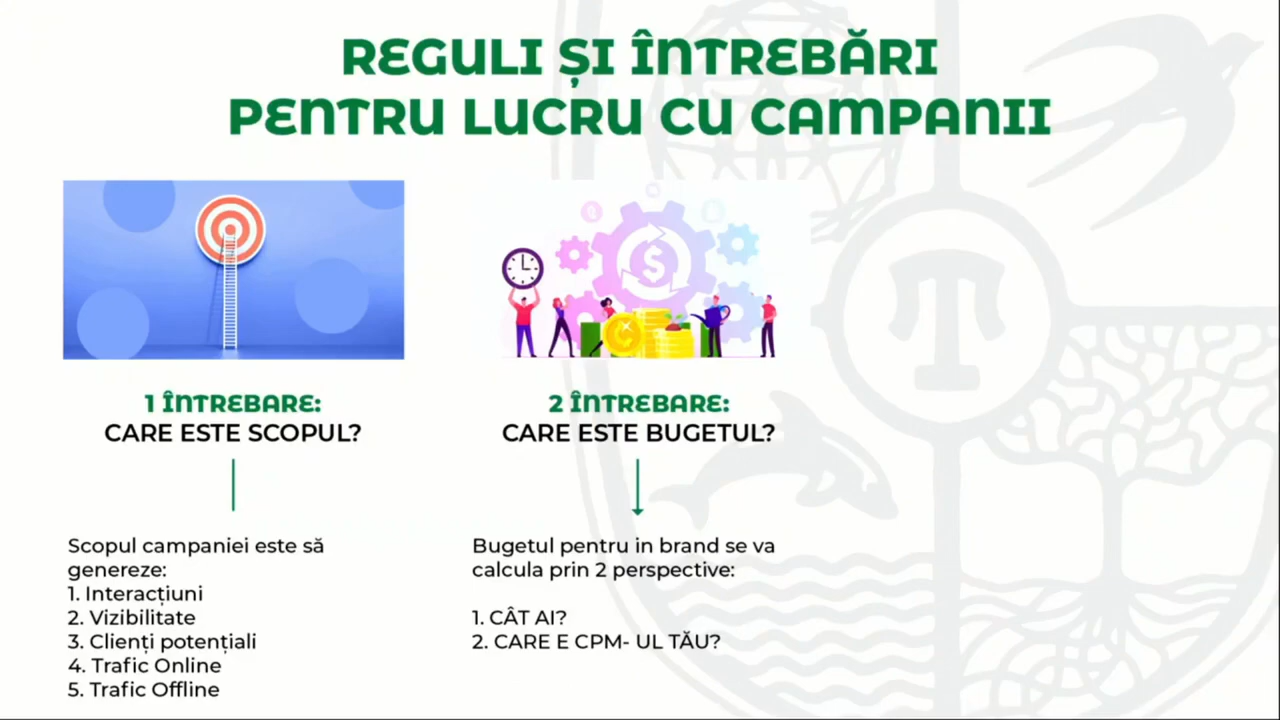 REGULI ȘI ÎNTREBĂRI
PENTRU LUCRU CU CAMPANII
1 ÎNTREBARE:
CARE ESTE SCOPUL?
Scopul campaniei este să
genereze:
1. Interacțiuni
2. Vizibilitate
3. Clienți potențiali
4. Trafic Online
5. Trafic Offline
2 ÎNTREBARE:
CARE ESTE BUGETUL?
Bugetul pentru in brand se va
calcula prin 2 perspective:
1. CÂT AI?
2. CARE E CPM- UL TĂU?